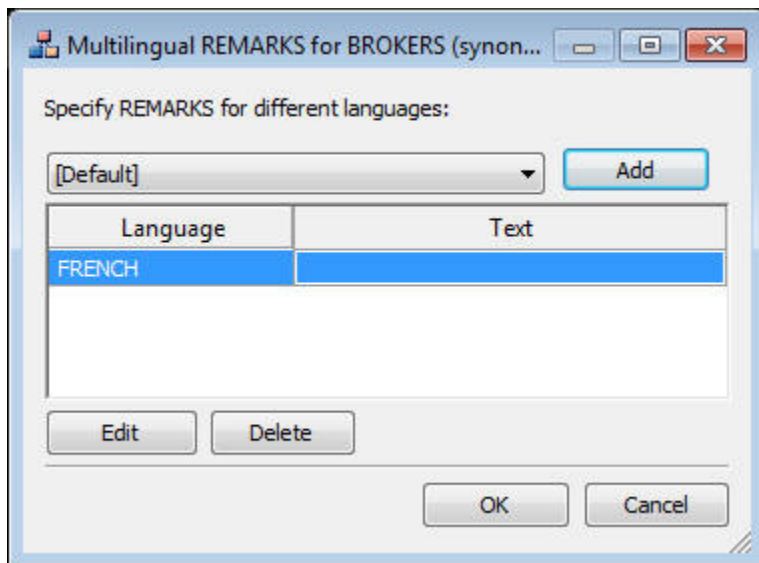 Multilingual REMARKS for BROKERS (synon...
Specify REMARKS for different languages:
[Default] Add
Language Text
FRENCH
Edit Delete
OK Cancel